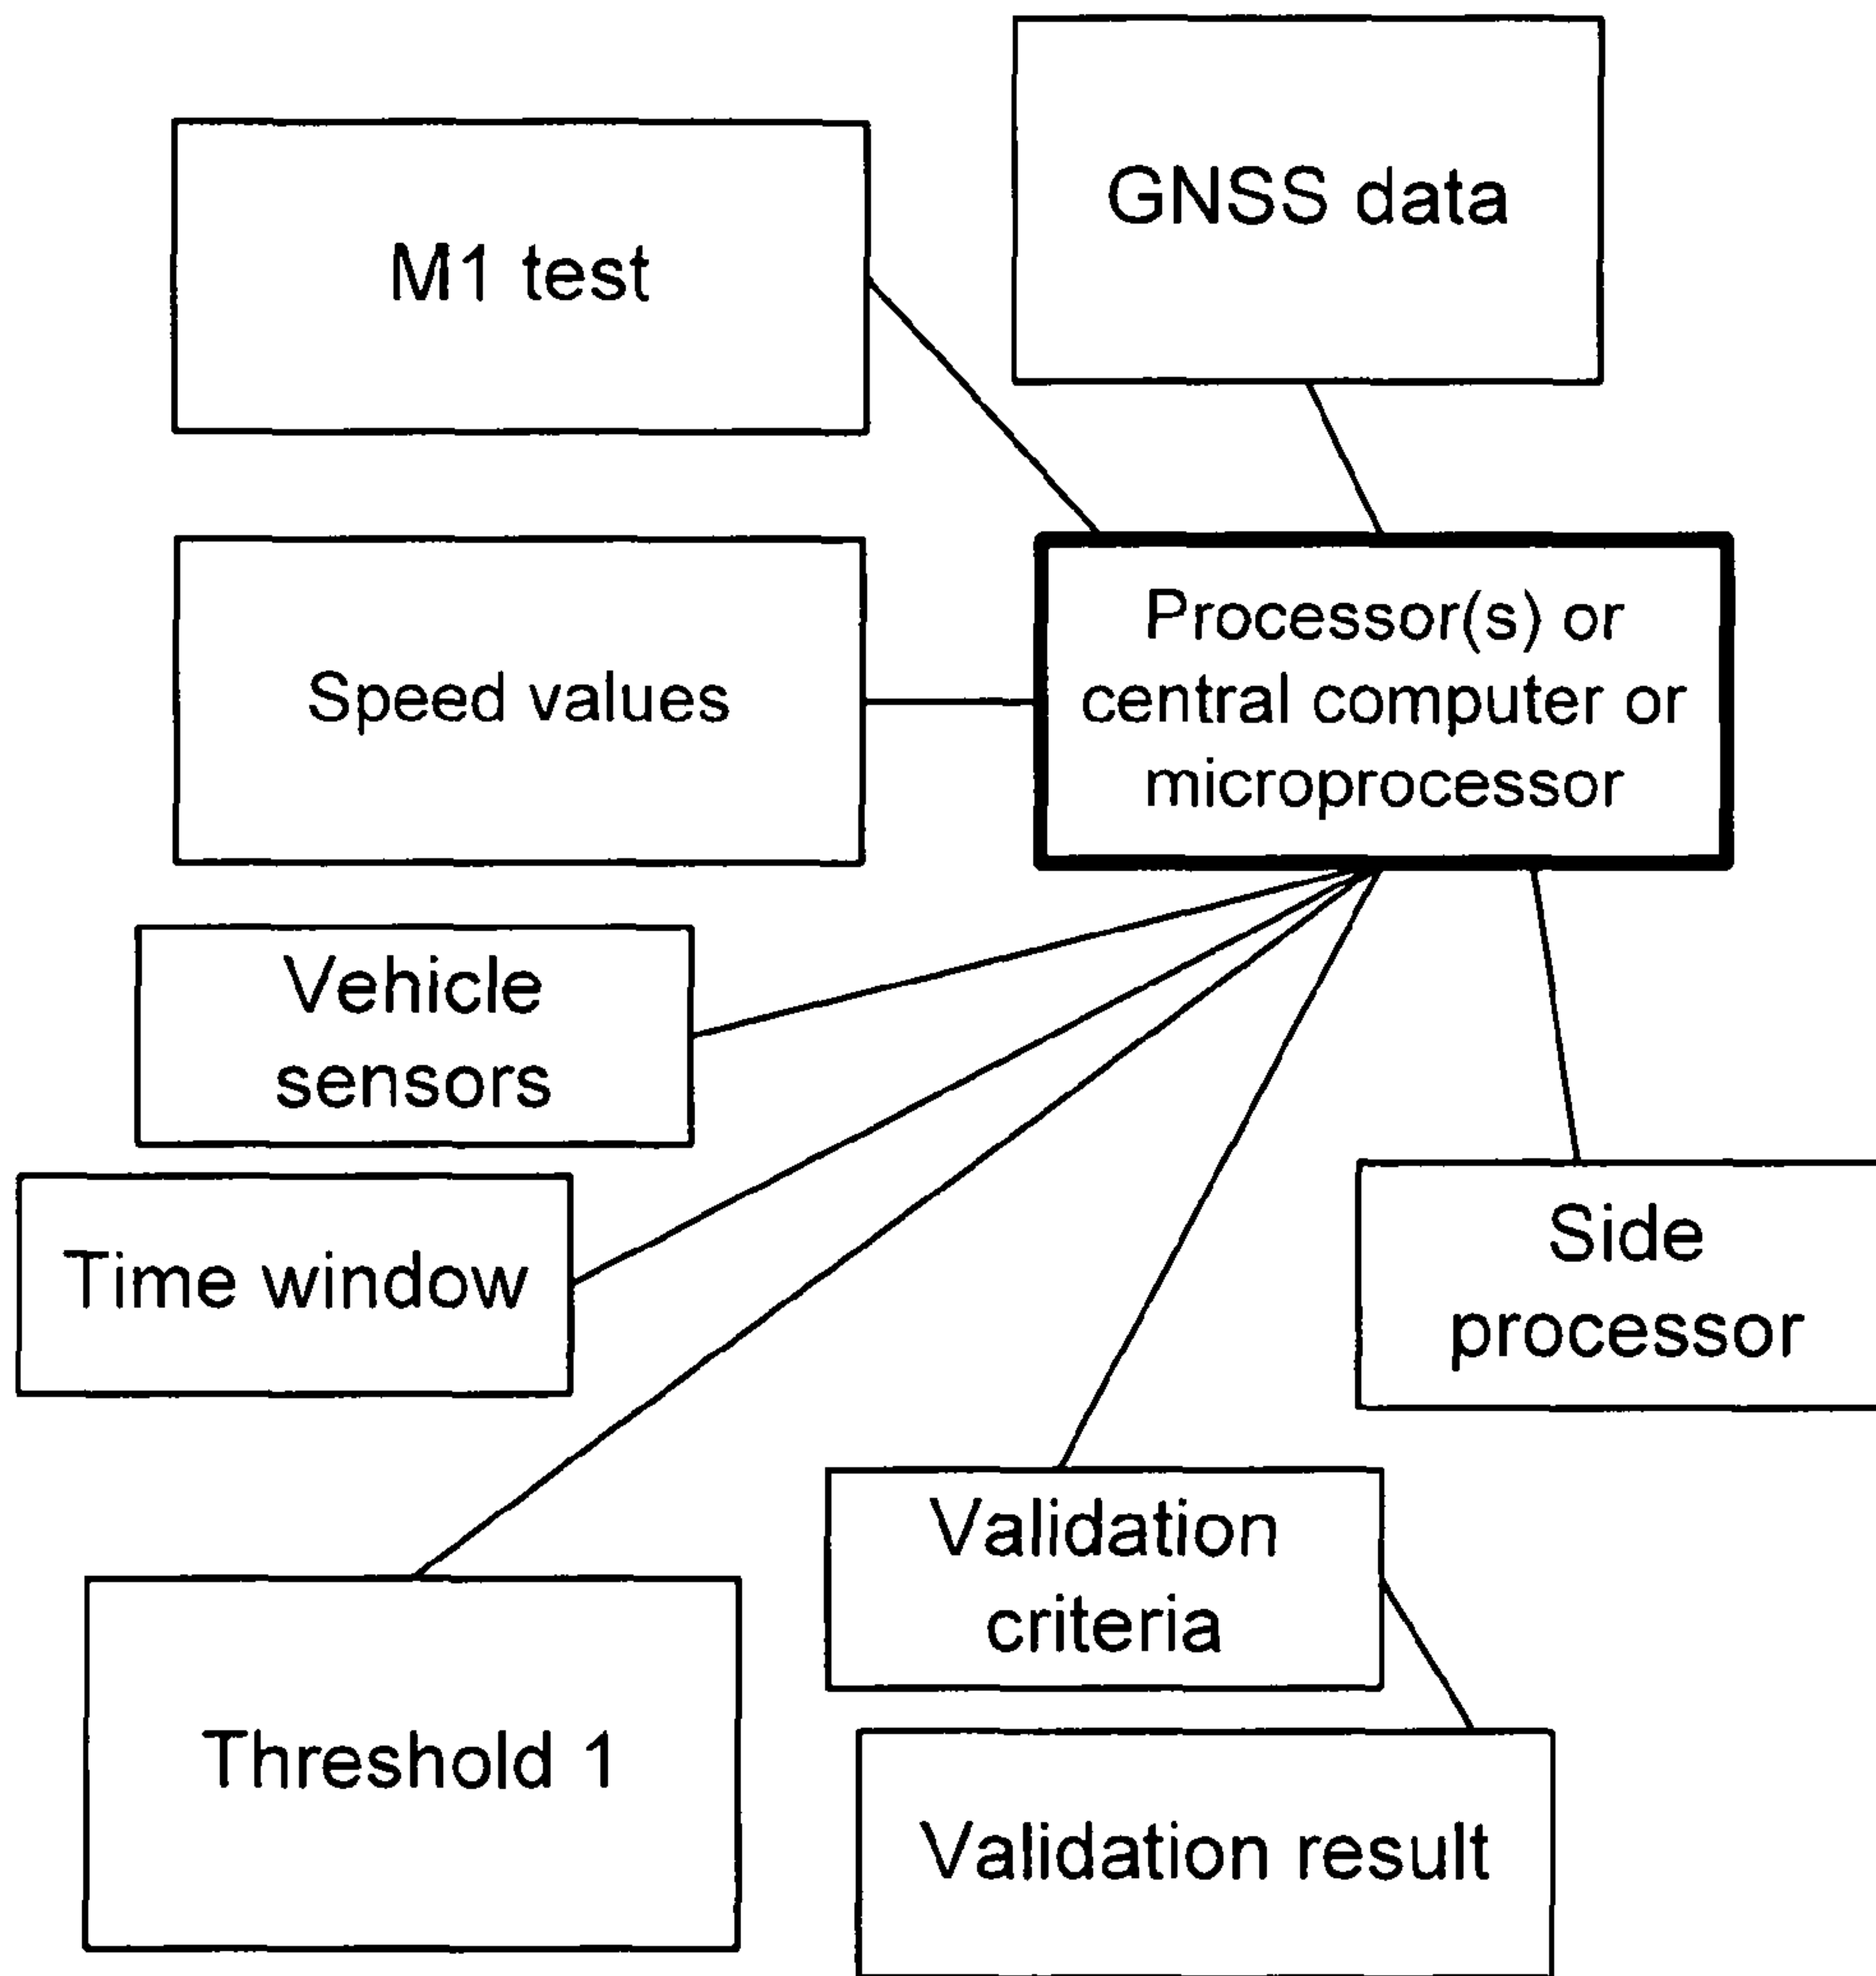 GNSS data
M1 test
Processor(s) or
central computer or
microprocessor
Speed values
Vehicle
sensors
Time window
Side
processor
Validation
criteria
Threshold 1
Validation result